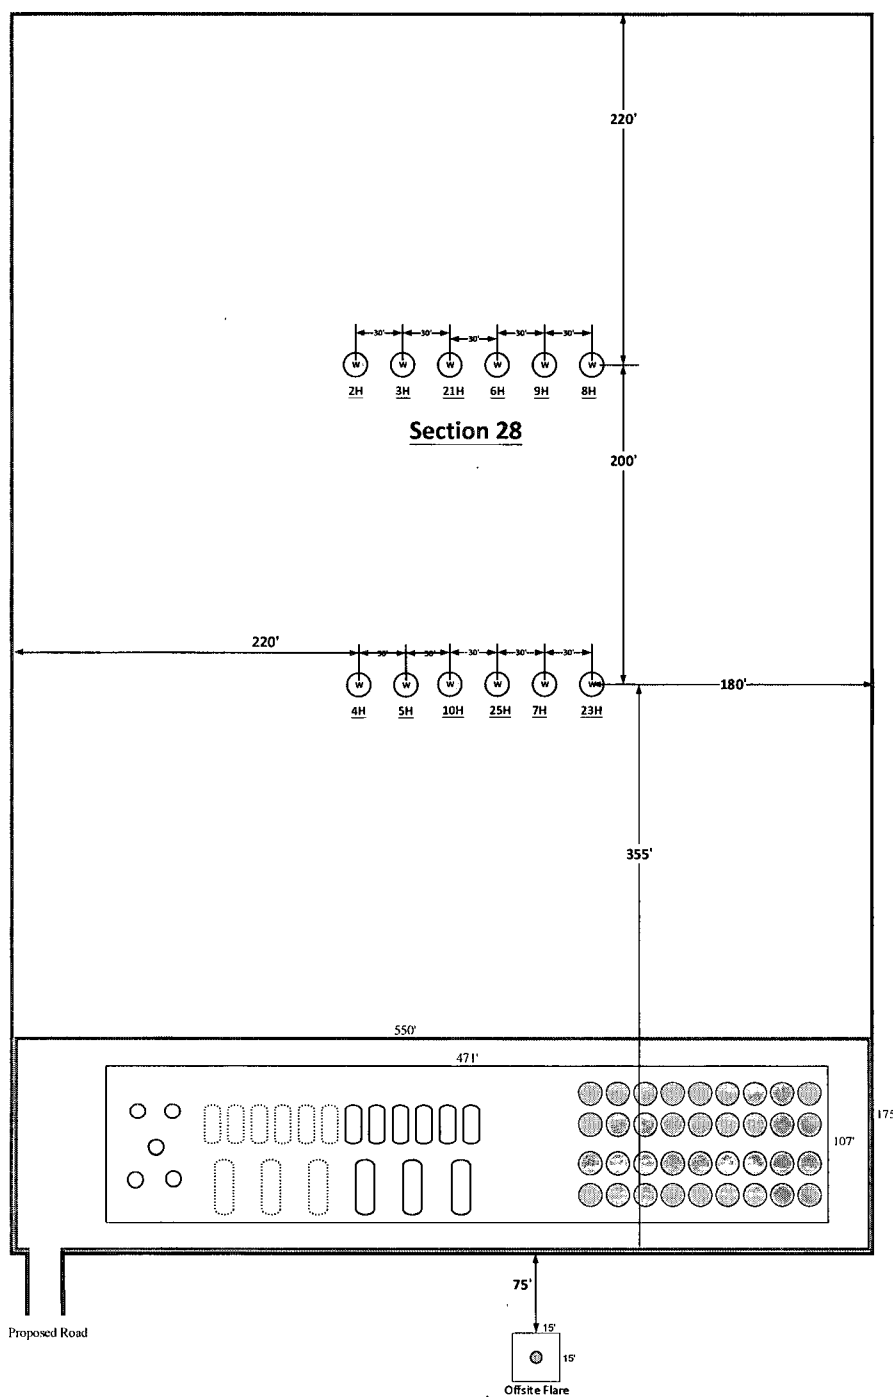 220'
30' 30' 30' 30' 30'
W W W W W W
2H 3H 21H 6H 9H 8H
Section 28
200'
220'
30' 30' 30' 30' 30'
W W W W W W
180'
4H 5H 10H 25H 7H 23H
355'
550'
471'
175'
107'
75'
Proposed Road
15'
15'
Offsite Flare